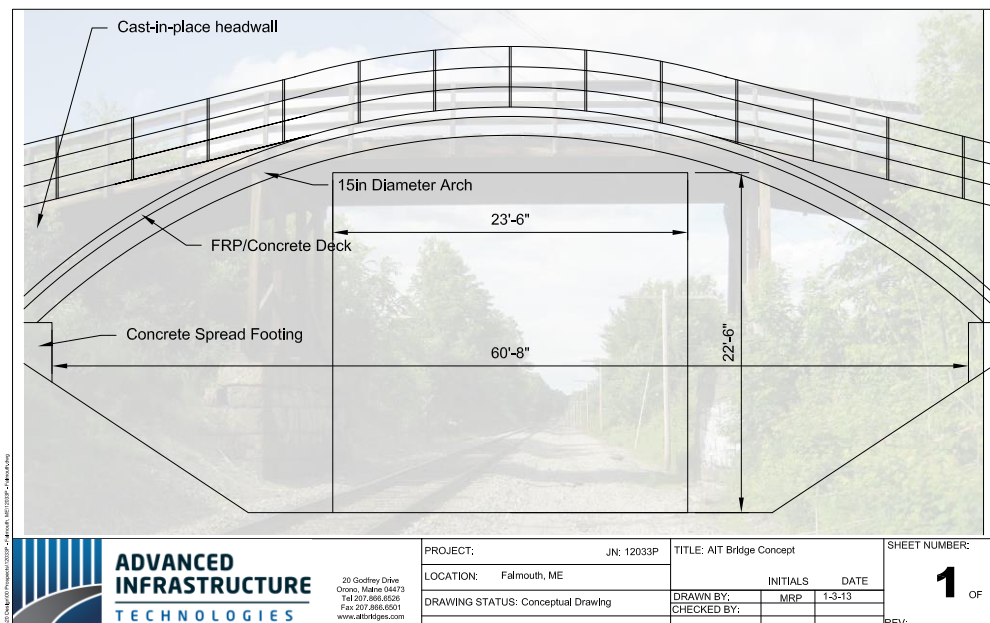 Cast-in-place headwall
15in Diameter Arch
23'-6"
FRP/Concrete Deck
Concrete Spread Footing
60'-8"
22'-6"
ADVANCED
INFRASTRUCTURE
TECHNOLOGIES
20 Godfrey Drive
Orono, Maine 04473
Tel 207.866.6526
Fax 207.866.6501
www.aitbridges.com
PROJECT: JN: 12033P
LOCATION: Falmouth, ME
DRAWING STATUS: Conceptual Drawing
TITLE: AIT Bridge Concept
INITIALS DATE
DRAWN BY: MRP 1-3-13
CHECKED BY:
SHEET NUMBER:
1 OF
REV: